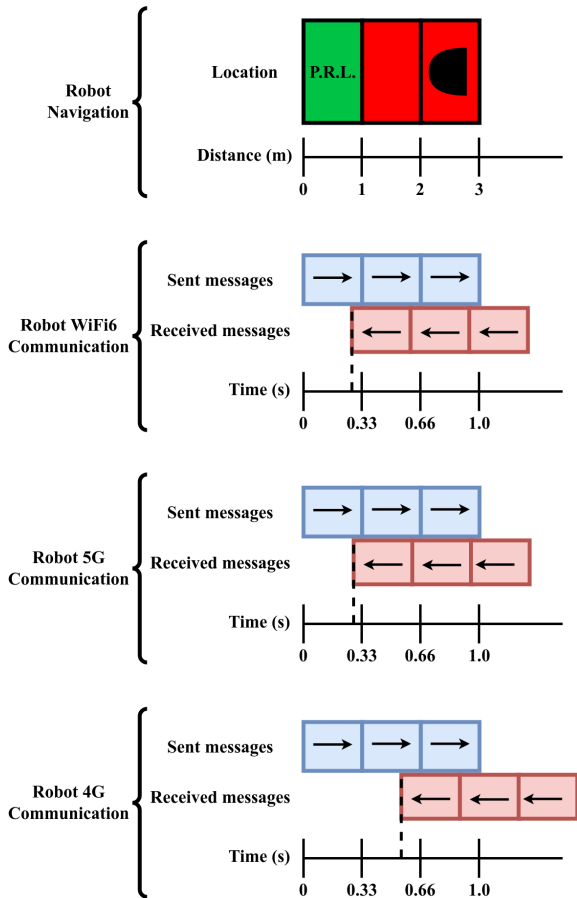 Robot
Navigation
Location
P.R.L.
Distance (m)
0 1 2 3
Robot WiFi6
Communication
Sent messages
Received messages
Time (s)
0 0.33 0.66 1.0
Robot 5G
Communication
Sent messages
Received messages
Time (s)
0 0.33 0.66 1.0
Robot 4G
Communication
Sent messages
Received messages
Time (s)
0 0.33 0.66 1.0